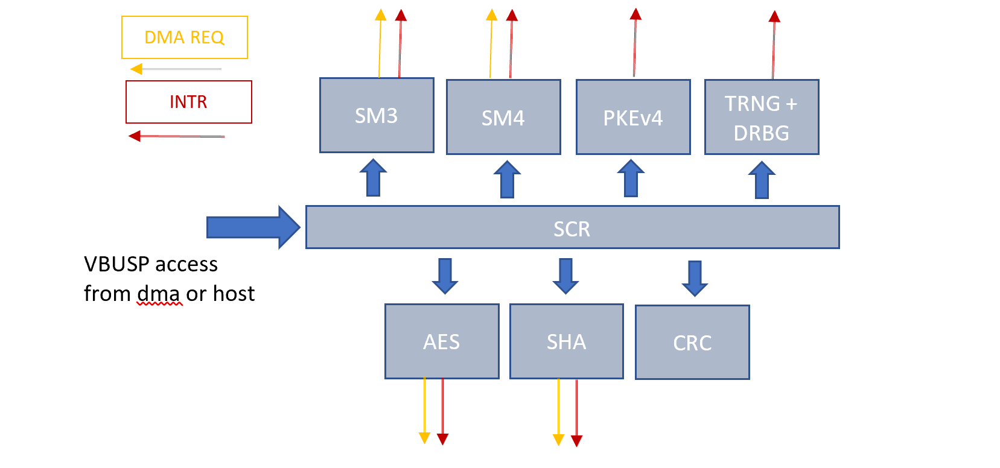 DMA REQ
INTR
SM3
SM4
PKEv4
TRNG +
DRBG
SCR
VBUSP access
from dma or host
AES
SHA
CRC